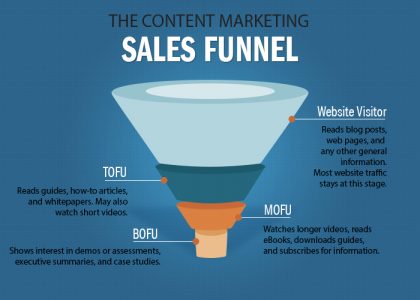 THE CONTENT MARKETING
SALES FUNNEL
Website Visitor
Reads blog posts,
web pages, and
any other general
information.
Most website traffic
stays at this stage.
TOFU
Reads guides, how-to articles,
and whitepapers. May also
watch short videos.
MOFU
Watches longer videos, reads
eBooks, downloads guides,
and subscribes for information.
BOFU
Shows interest in demos or assessments,
executive summaries, and case studies.